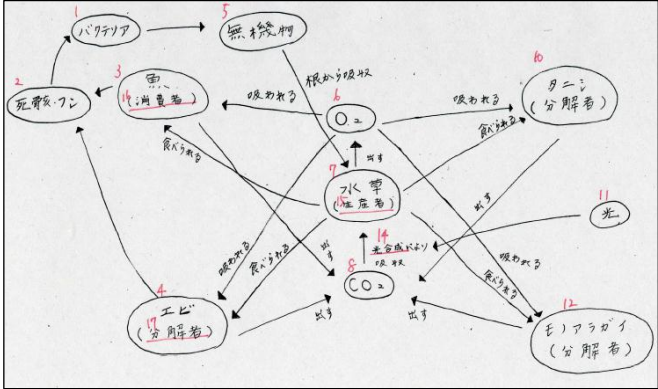 1
バクテリア
5
無機物
2
死骸・フン
3
魚
16
(消費者)
根から吸収
10
タニシ
(分解者)
吸われる
6
O₂
吸われる
食べられる
出す
食べられる
7
水草
15
(生産者)
11
光
出す
14
光合成により
吸収
吸われる
食べられる
出す
8
CO₂
吸われる
食べられる
4
エビ
17
(分解者)
出す
出す
12
モノアラガイ
(分解者)